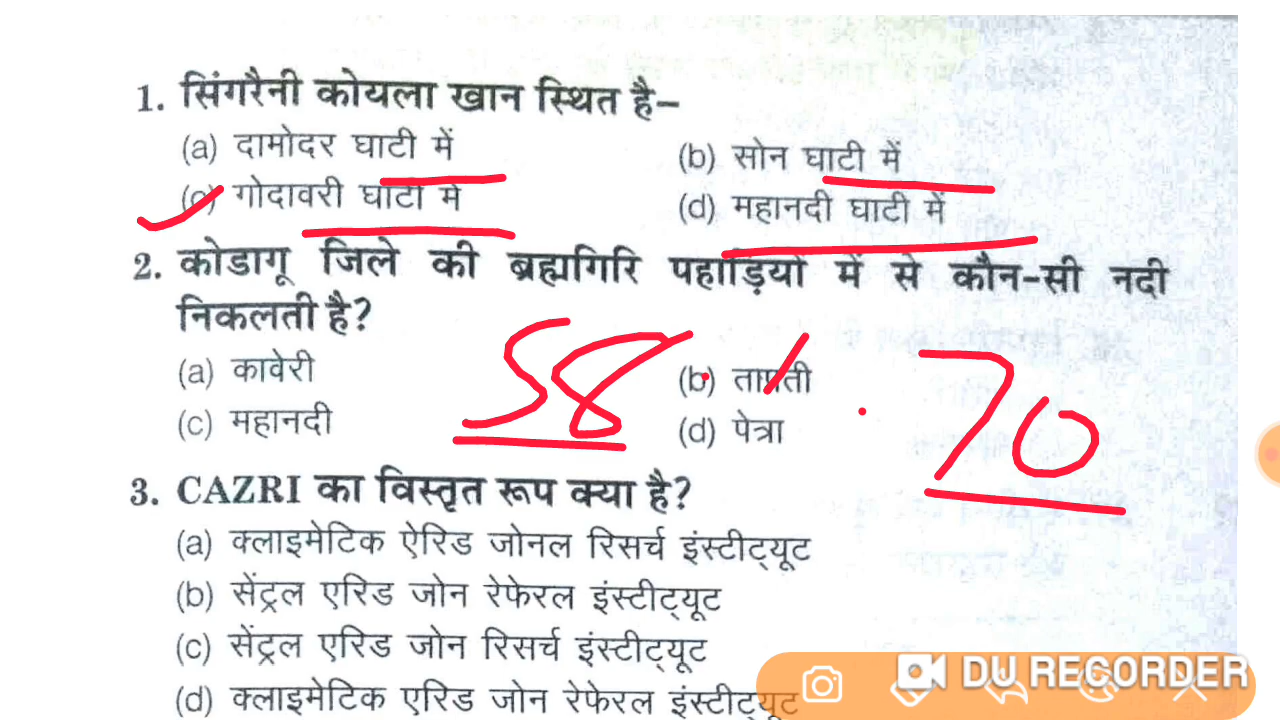 1. सिंगरैनी कोयला खान स्थित है–
(a) दामोदर घाटी में
(b) सोन घाटी में
(c) गोदावरी घाटी में
(d) महानदी घाटी में
2. कोडागू जिले की ब्रह्मगिरि पहाड़ियों में से कौन-सी नदी
निकलती है?
(a) कावेरी
(b) ताप्ती
(c) महानदी
(d) पेत्रा
58
70
3. CAZRI का विस्तृत रूप क्या है?
(a) क्लाइमेटिक ऐरिड जोनल रिसर्च इंस्टीट्यूट
(b) सेंट्रल एरिड जोन रेफेरल इंस्टीट्यूट
(c) सेंट्रल एरिड जोन रिसर्च इंस्टीट्यूट
(d) क्लाइमेटिक एरिड जोन रेफेरल इंस्टीट्यूट
DU RECORDER